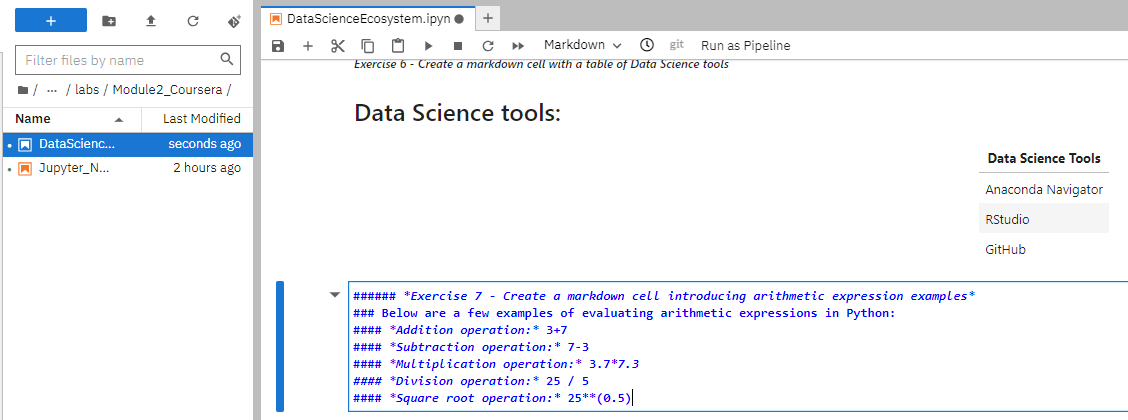 +
Filter files by name
/ ... / labs / Module2_Coursera /
Name Last Modified
DataScienc... seconds ago
Jupyter_N... 2 hours ago
DataScienceEcosystem.ipyn
+
Markdown
git
Run as Pipeline
Exercise 6 - Create a markdown cell with a table of Data Science tools
Data Science tools:
Data Science Tools
Anaconda Navigator
RStudio
GitHub
###### *Exercise 7 - Create a markdown cell introducing arithmetic expression examples*
### Below are a few examples of evaluating arithmetic expressions in Python:
#### *Addition operation:* 3+7
#### *Subtraction operation:* 7-3
#### *Multiplication operation:* 3.7*7.3
#### *Division operation:* 25 / 5
#### *Square root operation:* 25**(0.5)